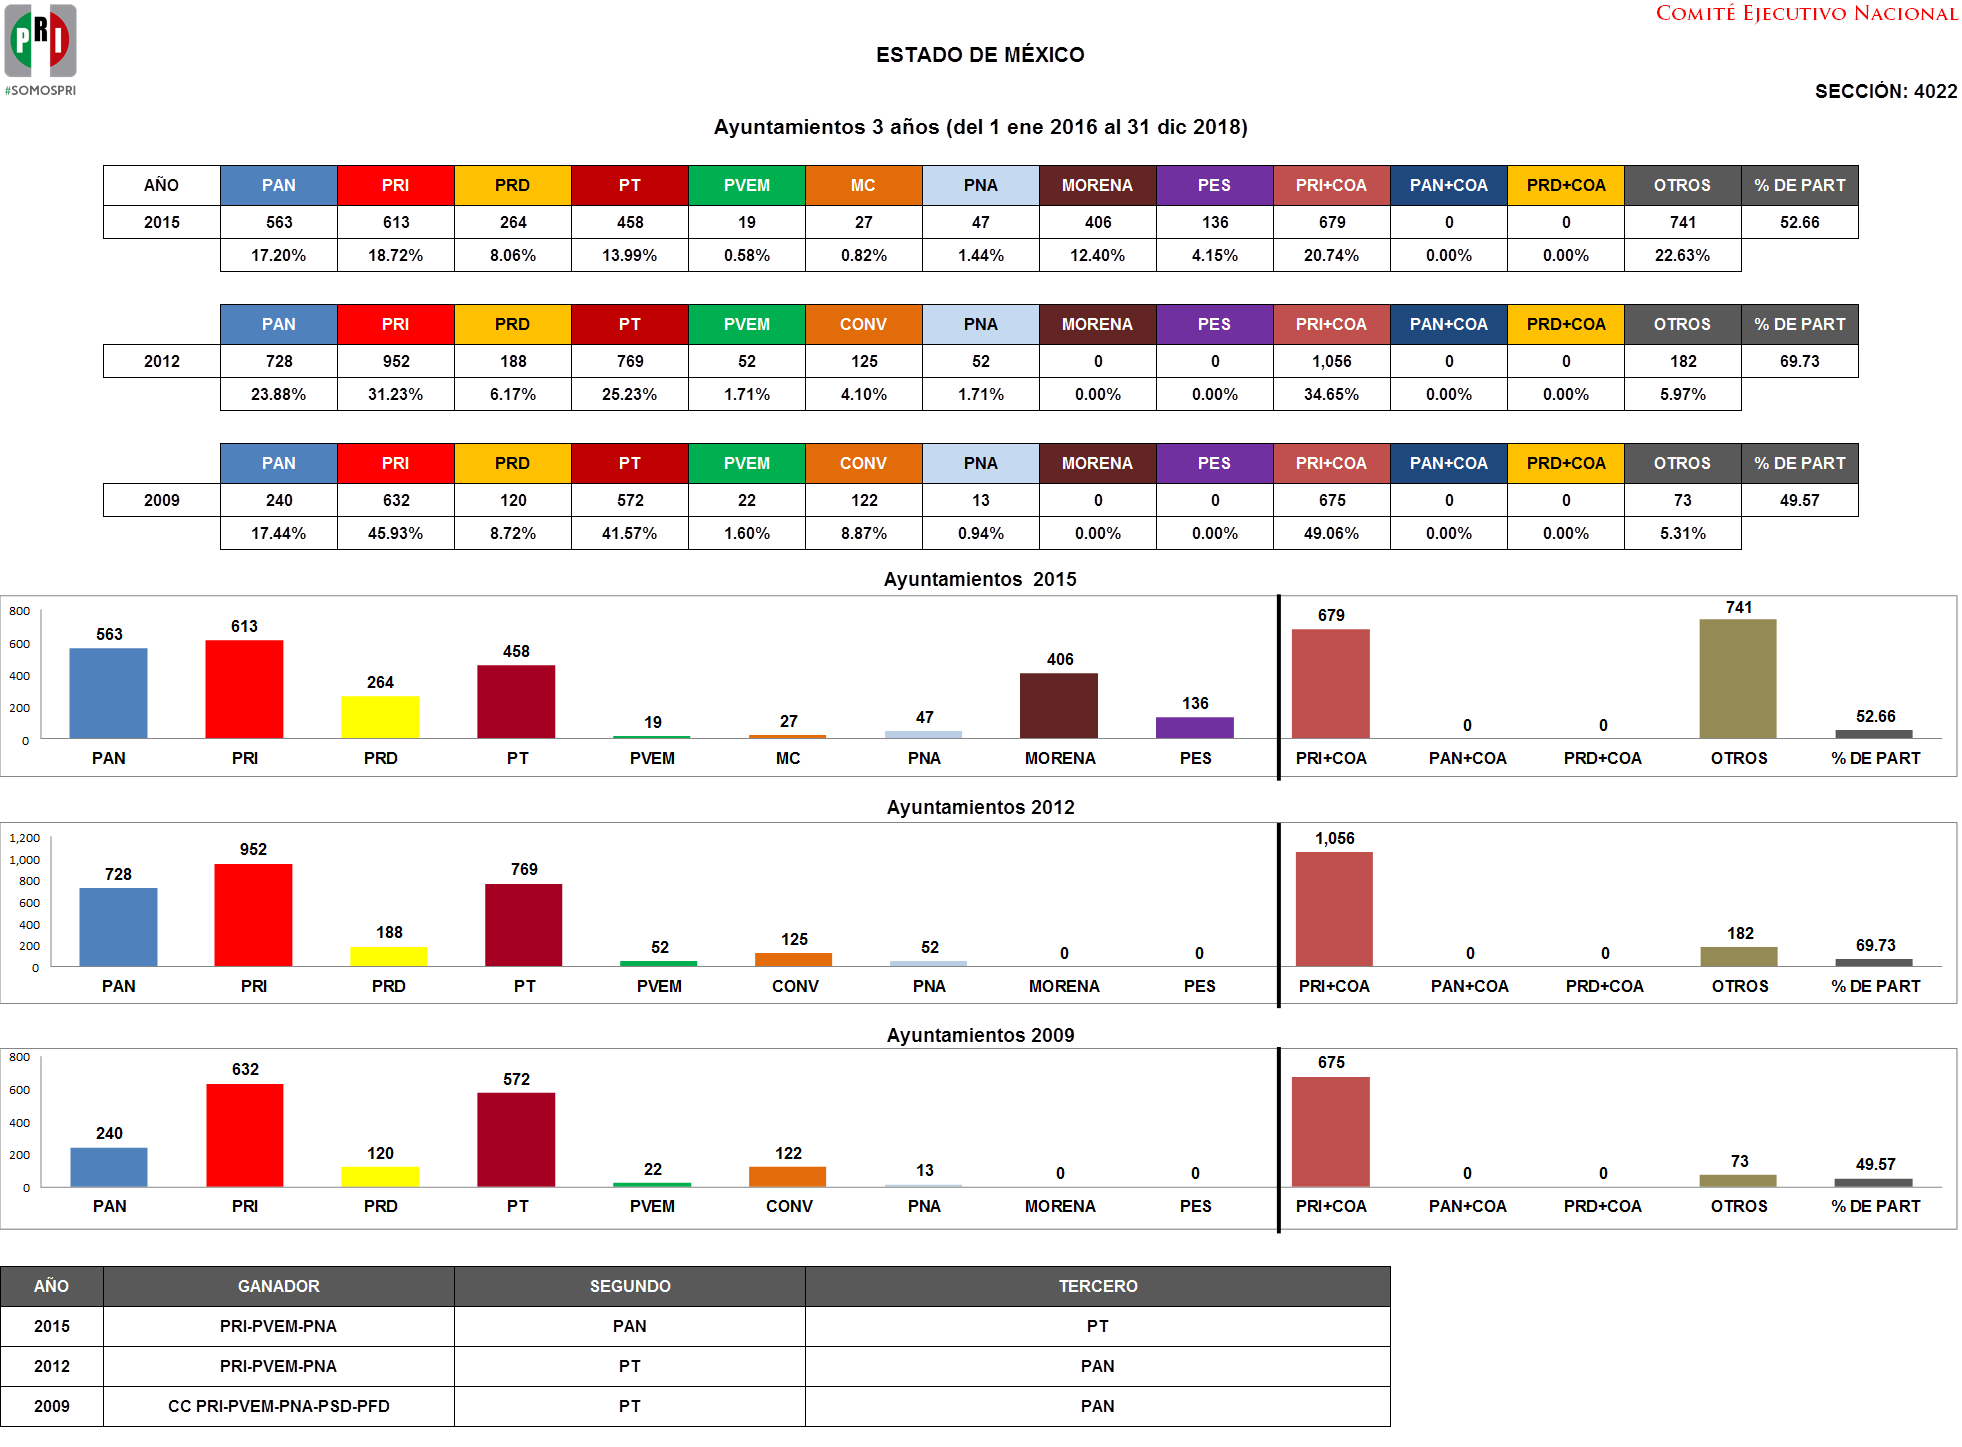 PRI
#SOMOSPRI
COMITÉ EJECUTIVO NACIONAL
ESTADO DE MÉXICO
SECCIÓN: 4022
Ayuntamientos 3 años (del 1 ene 2016 al 31 dic 2018)
AÑO PAN PRI PRD PT PVEM MC PNA MORENA PES PRI+COA PAN+COA PRD+COA OTROS % DE PART
2015 563 613 264 458 19 27 47 406 136 679 0 0 741 52.66
17.20% 18.72% 8.06% 13.99% 0.58% 0.82% 1.44% 12.40% 4.15% 20.74% 0.00% 0.00% 22.63%
PAN PRI PRD PT PVEM CONV PNA MORENA PES PRI+COA PAN+COA PRD+COA OTROS % DE PART
2012 728 952 188 769 52 125 52 0 0 1,056 0 0 182 69.73
23.88% 31.23% 6.17% 25.23% 1.71% 4.10% 1.71% 0.00% 0.00% 34.65% 0.00% 0.00% 5.97%
PAN PRI PRD PT PVEM CONV PNA MORENA PES PRI+COA PAN+COA PRD+COA OTROS % DE PART
2009 240 632 120 572 22 122 13 0 0 675 0 0 73 49.57
17.44% 45.93% 8.72% 41.57% 1.60% 8.87% 0.94% 0.00% 0.00% 49.06% 0.00% 0.00% 5.31%
Ayuntamientos 2015
800
600
400
200
0
563 613 264 458 19 27 47 406 136 679 0 0 741 52.66
PAN PRI PRD PT PVEM MC PNA MORENA PES PRI+COA PAN+COA PRD+COA OTROS % DE PART
Ayuntamientos 2012
1,200
1,000
800
600
400
200
0
728 952 188 769 52 125 52 0 0 1,056 0 0 182 69.73
PAN PRI PRD PT PVEM CONV PNA MORENA PES PRI+COA PAN+COA PRD+COA OTROS % DE PART
Ayuntamientos 2009
800
600
400
200
0
240 632 120 572 22 122 13 0 0 675 0 0 73 49.57
PAN PRI PRD PT PVEM CONV PNA MORENA PES PRI+COA PAN+COA PRD+COA OTROS % DE PART
AÑO GANADOR SEGUNDO TERCERO
2015 PRI-PVEM-PNA PAN PT
2012 PRI-PVEM-PNA PT PAN
2009 CC PRI-PVEM-PNA-PSD-PFD PT PAN